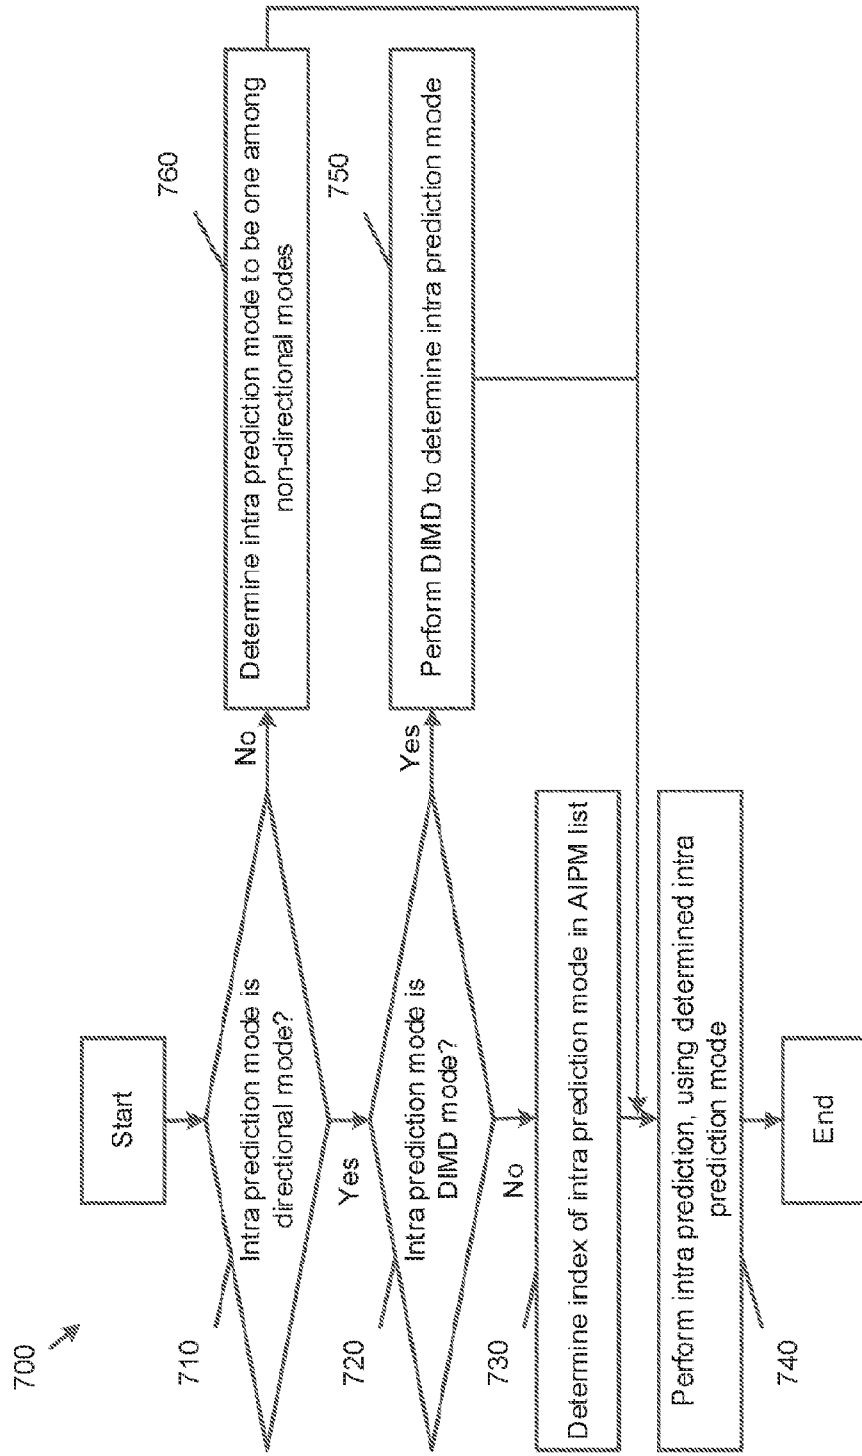 700
Start
710
Intra prediction mode is
directional mode?
No
760
Determine intra prediction mode to be one among
non-directional modes
Yes
720
Intra prediction mode is
DIMD mode?
Yes
750
Perform DIMD to determine intra prediction mode
No
730
Determine index of intra prediction mode in AIPM list
Perform intra prediction, using determined intra
prediction mode
740
End